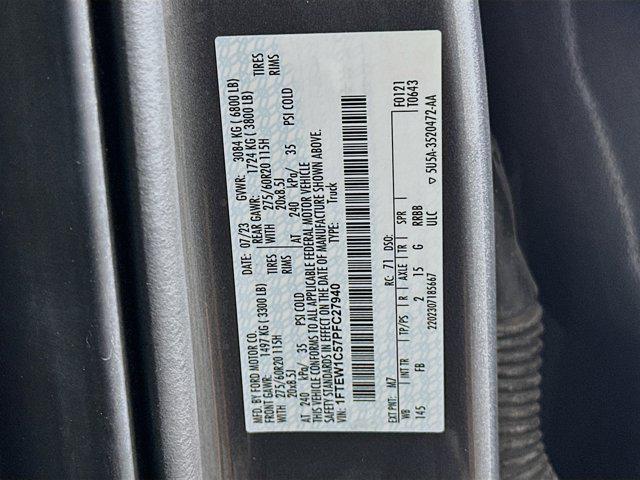 MFD. BY FORD MOTOR CO.
DATE: 07/23 GVWR: 3084 KG ( 6800 LB)
FRONT GAWR: 1497 KG ( 3300 LB) REAR GAWR: 1724 KG ( 3800 LB)
WITH 275/60R20 115H TIRES WITH 275/60R20 115H TIRES
20x8.5J RIMS 20x8.5J RIMS
AT 240 kPa/ 35 PSI COLD AT 240 kPa/ 35 PSI COLD
THIS VEHICLE CONFORMS TO ALL APPLICABLE FEDERAL MOTOR VEHICLE
SAFETY STANDARDS IN EFFECT ON THE DATE OF MANUFACTURE SHOWN ABOVE.
1FTEW1C57PFC27940 TYPE: Truck
EXT PNT: M7 RC: 71 DSO: F0121
WB INT TR TP/PS R AXLE TR SPR T0643
145 FB 2 15 G RRBB
2202307185667 ULC ▽ 5U5A-3520472-AA